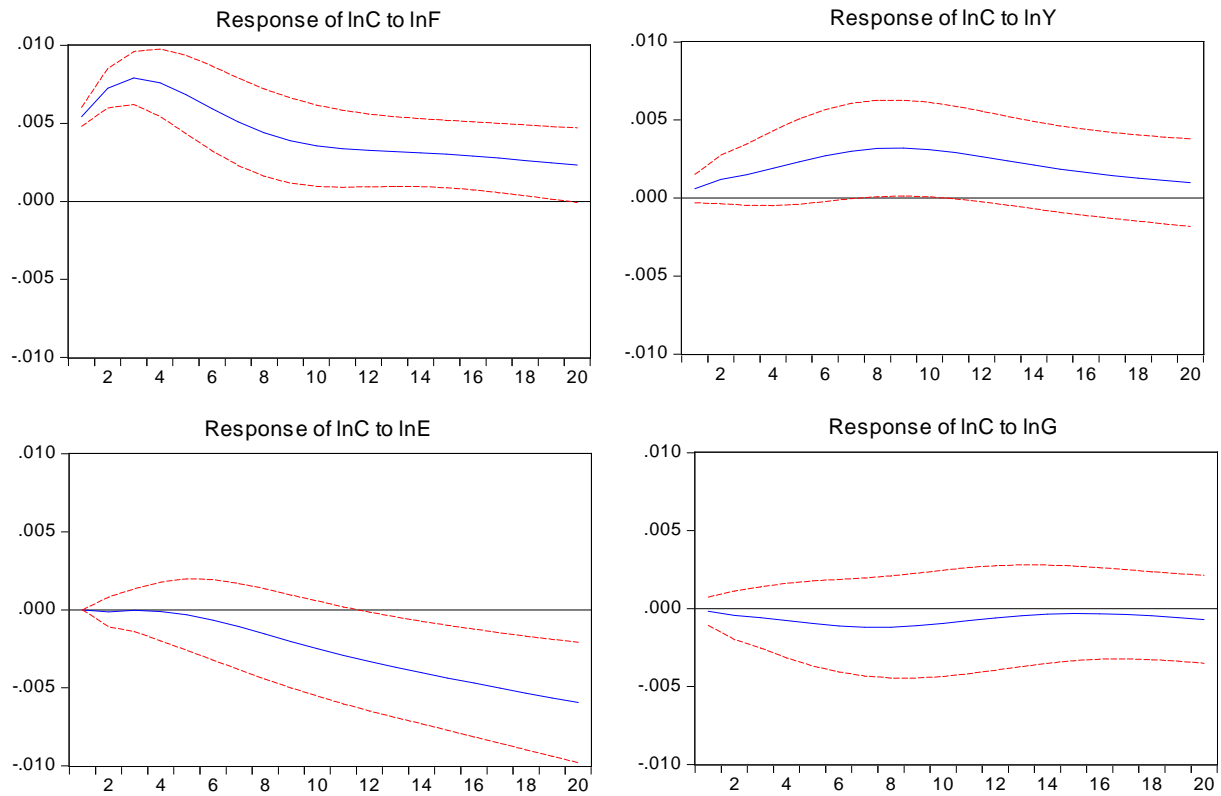 Response of lnC to lnF
.010
.005
.000
-.005
-.010
2 4 6 8 10 12 14 16 18 20
Response of lnC to lnY
.010
.005
.000
-.005
-.010
2 4 6 8 10 12 14 16 18 20
Response of lnC to lnE
.010
.005
.000
-.005
-.010
2 4 6 8 10 12 14 16 18 20
Response of lnC to lnG
.010
.005
.000
-.005
-.010
2 4 6 8 10 12 14 16 18 20